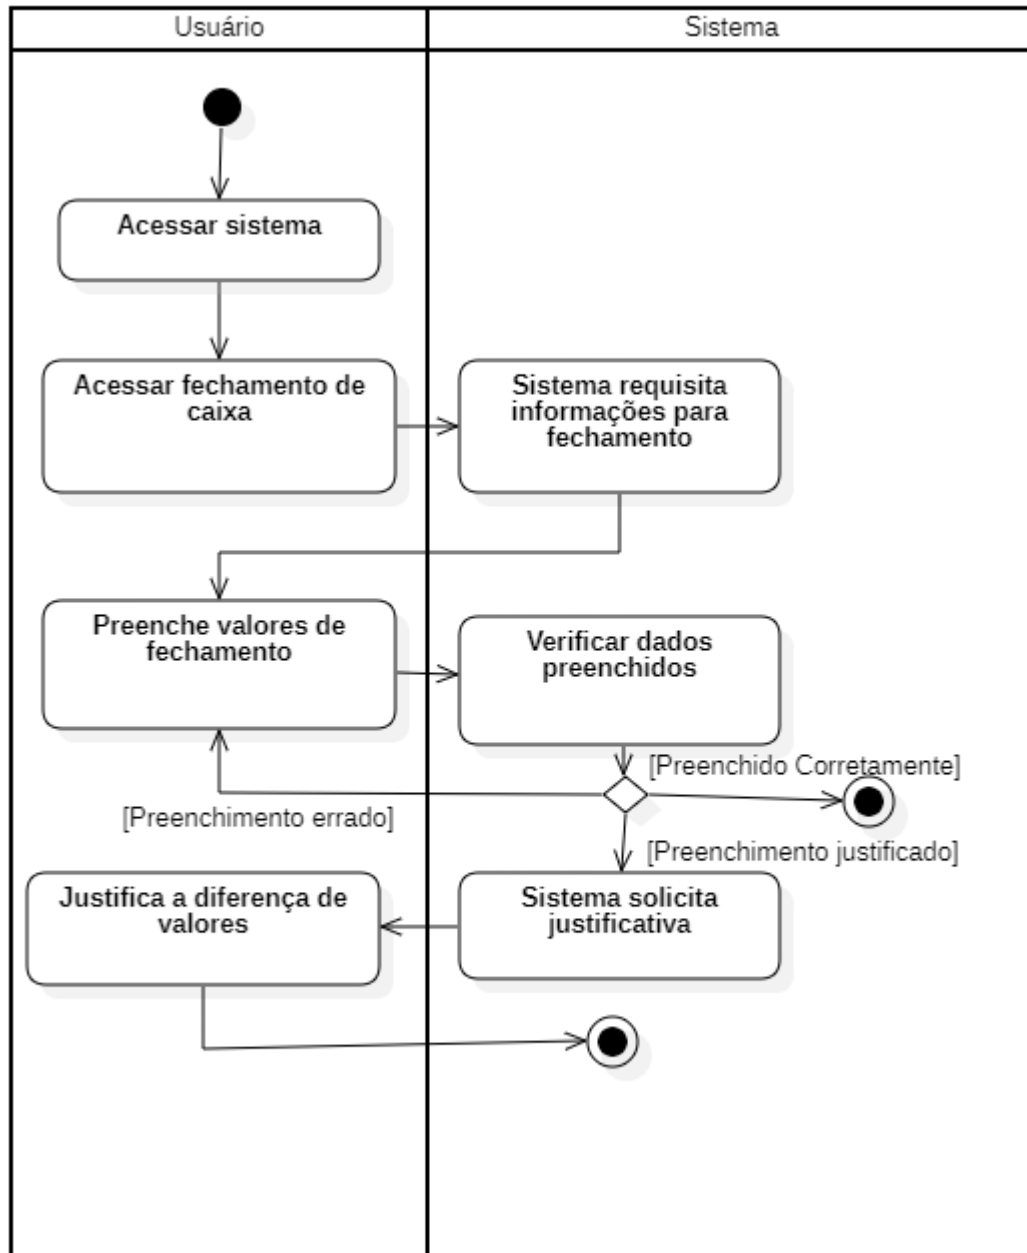 Usuário
Sistema
Acessar sistema
Acessar fechamento de
caixa
Sistema requisita
informações para
fechamento
Preenche valores de
fechamento
Verificar dados
preenchidos
[Preenchido Corretamente]
[Preenchimento errado]
[Preenchimento justificado]
Justifica a diferença de
valores
Sistema solicita
justificativa